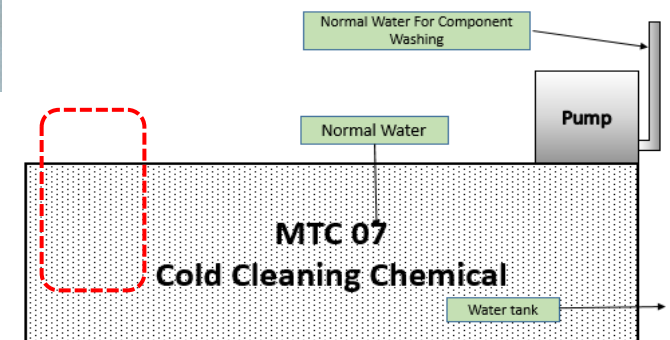 Normal Water For Component
Washing
Pump
Normal Water
MTC 07
Cold Cleaning Chemical
Water tank